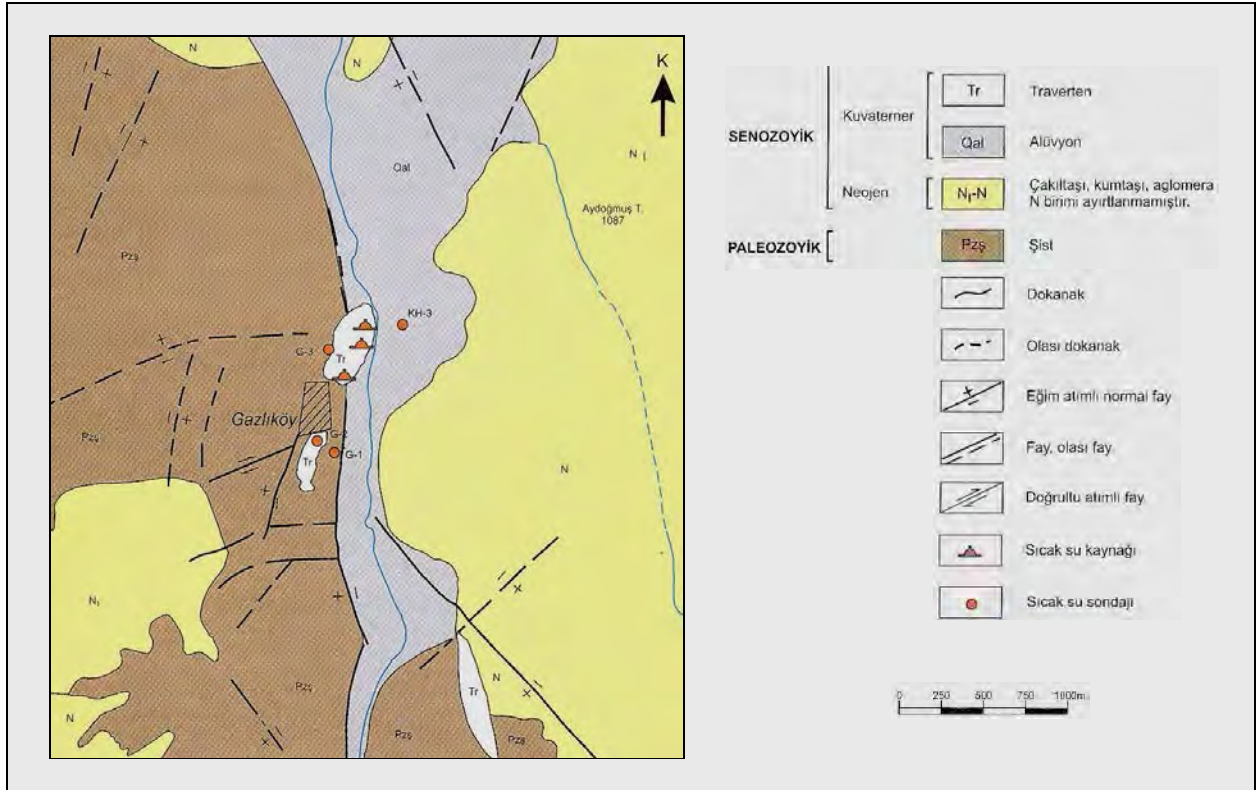 N
N
K
Qal
N₁
Aydoğmuş T.
1087
Pzş
KH-3
G-3
Tr
Gazlıköy
Pzş
G-2
G-1
Tr
N
N₁
Pzş
Tr
N
N
Pzş
Pzş
SENOZOYİK
Kuvaterner
Tr
Traverten
Qal
Alüvyon
Neojen
N₁-N
Çakıltaşı, kumtaşı, aglomera
N birimi ayırtlanmamıştır.
PALEOZOYİK
Pzş
Şist
Dokanak
Olası dokanak
Eğim atımlı normal fay
Fay, olası fay
Doğrultu atımlı fay
Sıcak su kaynağı
Sıcak su sondajı
0 250 500 750 1000m.